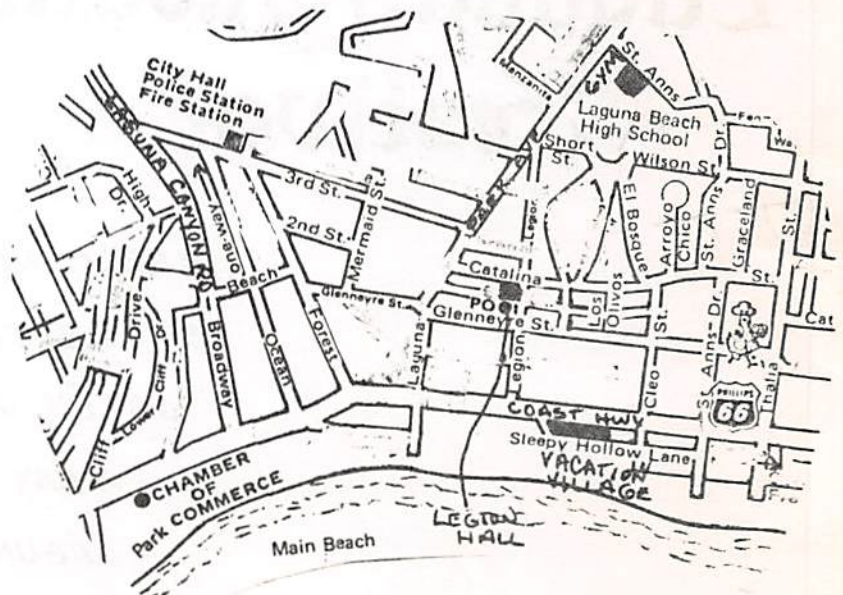 City Hall
Police Station
Fire Station
Manzanita
GYM
St. Anns
Laguna Beach
High School
LAGUNA CANYON RD
High
Dr.
one-way
3rd St.
2nd St.
Mermaid St.
Short
St.
Wilson St.
Dr.
Legion
El Bosque
Arroyo
Chico
St. Anns
Graceland
St.
Beach
Catalina
St.
Glenneyre St.
Glenneyre St.
Los
Olivos
Cat
Drive
Cliff
Lower Cliff Dr.
Broadway
Ocean
Forest
Laguna
Legion
Cleo
St.
St. Anns Dr.
Thalia
PHILLIPS
66
COAST HWY
Sleepy Hollow Lane
VACATION
VILLAGE
CHAMBER
OF
COMMERCE
Park
LEGION
HALL
Main Beach